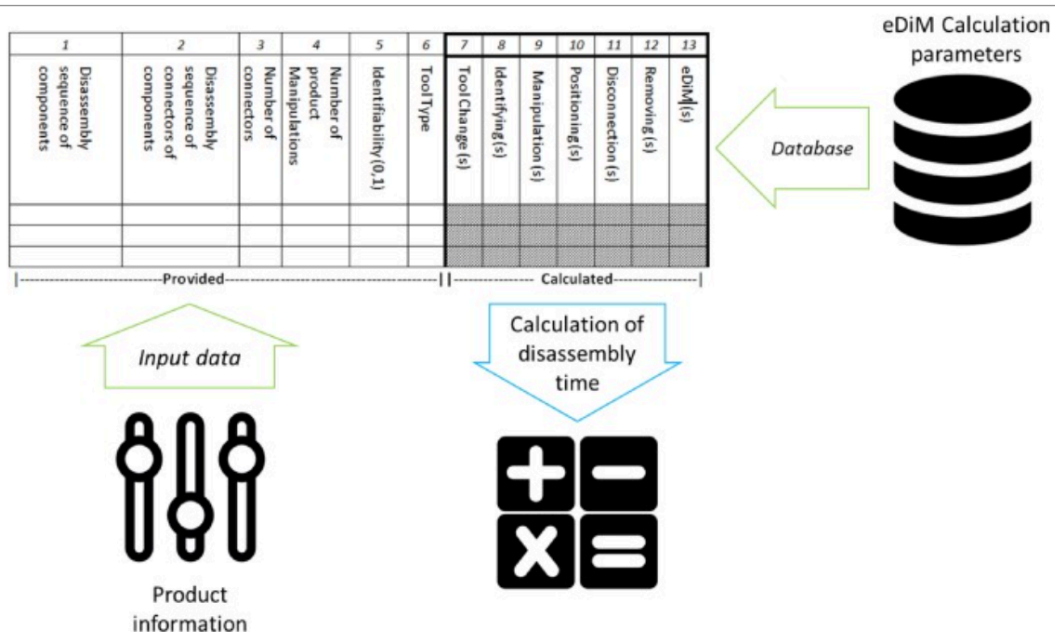 eDiM Calculation
parameters
1 2 3 4 5 6 7 8 9 10 11 12 13
Disassembly
sequence of
components
Disassembly
sequence of
connectors of
components
Number of
connectors
Number of
product
Manipulations
Identifiability (0,1)
Tool Type
Tool Change (s)
Identifying (s)
Manipulation (s)
Positioning (s)
Disconnection (s)
Removing (s)
eDiM (s)
Database
Provided
Calculated
Input data
Calculation of
disassembly
time
Product
information